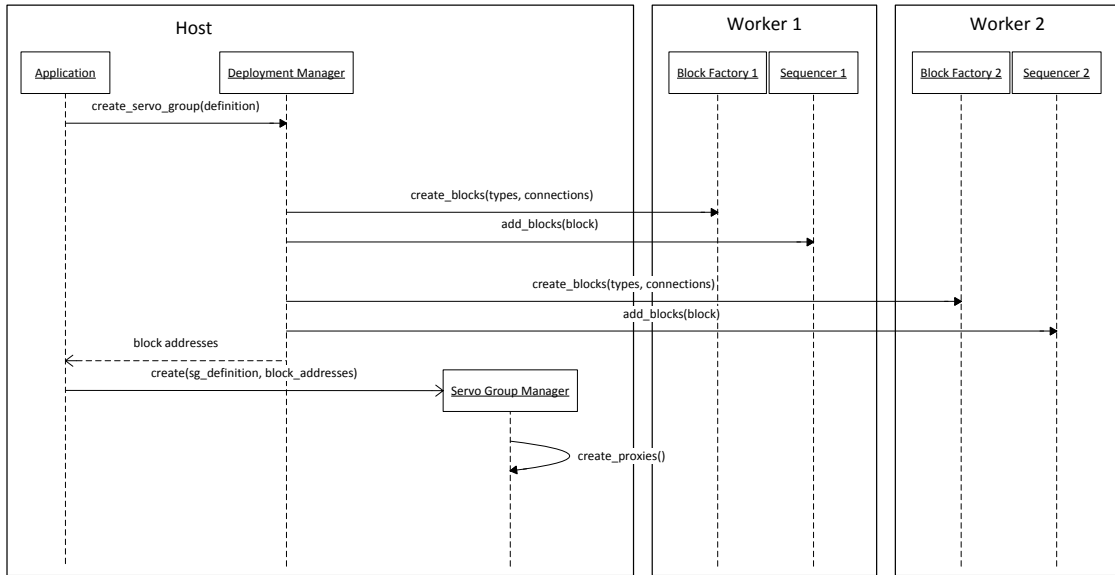 Host
Worker 1
Worker 2
Application
Deployment Manager
Block Factory 1
Sequencer 1
Block Factory 2
Sequencer 2
create_servo_group(definition)
create_blocks(types, connections)
add_blocks(block)
create_blocks(types, connections)
add_blocks(block)
block addresses
create(sg_definition, block_addresses)
Servo Group Manager
create_proxies()